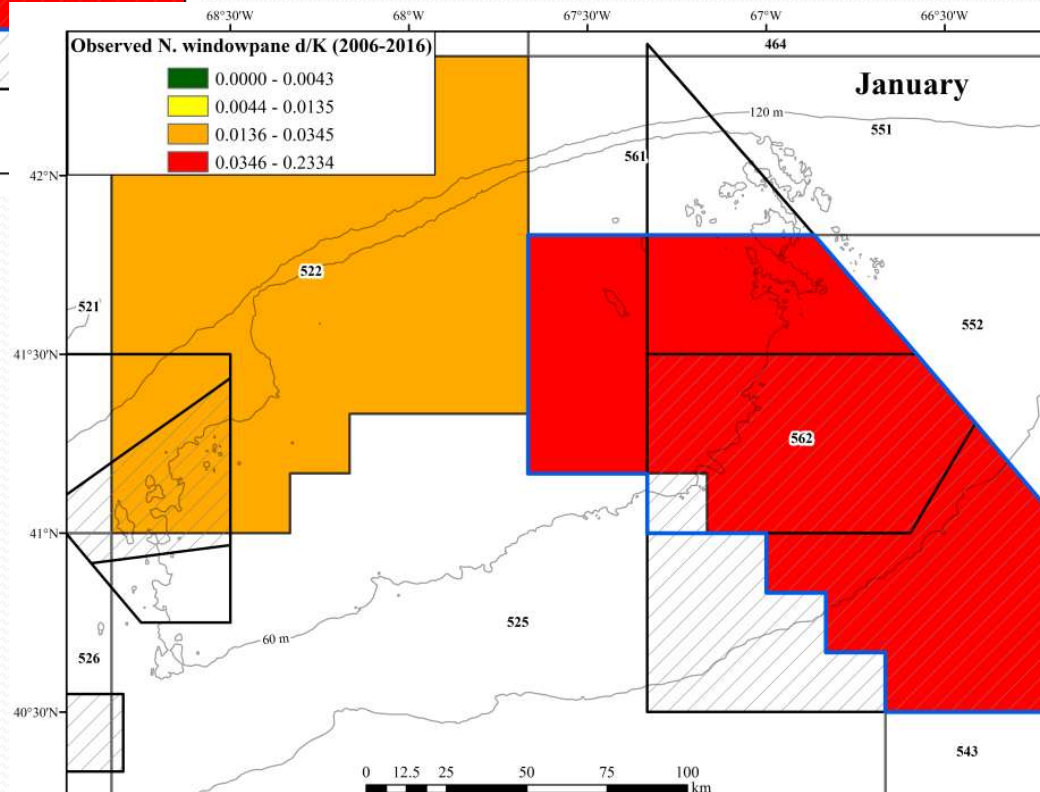 68°30'W 68°W 67°30'W 67°W 66°30'W
Observed N. windowpane d/K (2006-2016)
0.0000 - 0.0043
0.0044 - 0.0135
0.0136 - 0.0345
0.0346 - 0.2334
464
January
120 m
551
561
42°N
522
521
552
41°30'N
562
41°N
525
60 m
526
40°30'N
543
0 12.5 25 50 75 100
km